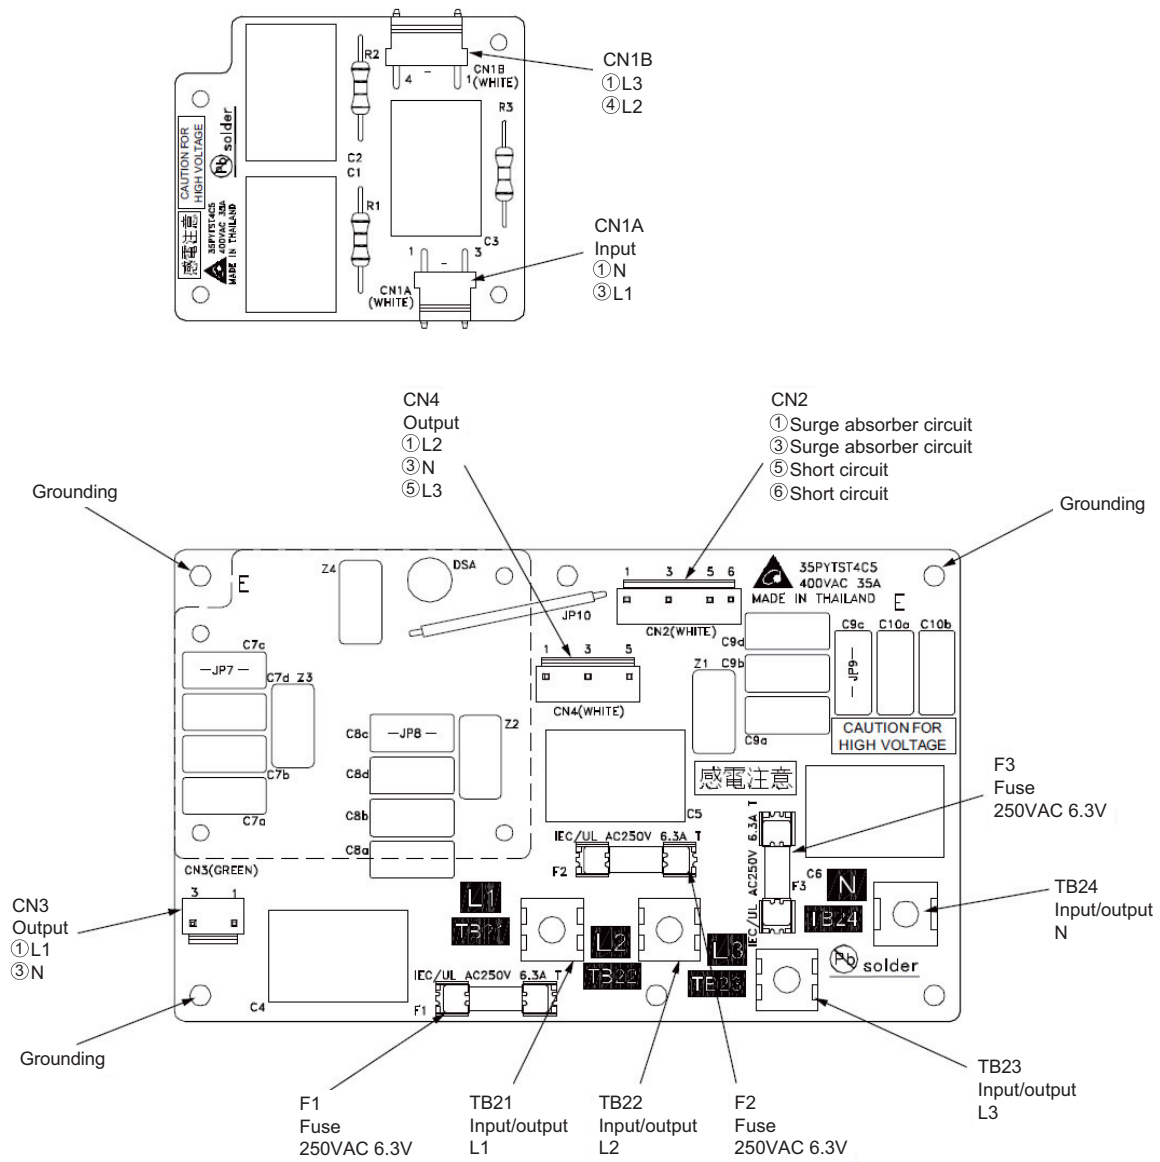 R2
CN1B
(WHITE)
4
-
1
CN1B
①L3
④L2
R3
CAUTION FOR
HIGH VOLTAGE
Pb solder
感電注意
35PYTST4C5
400VAC 35A
MADE IN THAILAND
C2
C1
R1
C3
1
-
3
CN1A
(WHITE)
CN1A
Input
①N
③L1
CN4
Output
①L2
③N
⑤L3
CN2
①Surge absorber circuit
③Surge absorber circuit
⑤Short circuit
⑥Short circuit
Grounding
Grounding
E
Z4
DSA
JP10
1 3 5 6
CN2(WHITE)
35PYTST4C5
400VAC 35A
MADE IN THAILAND
E
C9c C10a C10b
C9d
C9b
C9a
-JP9-
Z1
1 3 5
CN4(WHITE)
C7c
-JP7-
C7d Z3
C7b
C7a
C8c
-JP8-
C8d
C8b
C8a
Z2
CAUTION FOR
HIGH VOLTAGE
感電注意
C5
IEC/UL AC250V 6.3A T
F2
IEC/UL AC250V 6.3A T
F3
C6
F3
Fuse
250VAC 6.3V
CN3(GREEN)
3 1
CN3
Output
①L1
③N
L1
TB21
L2
TB22
L3
TB23
N
TB24
TB24
Input/output
N
Pb solder
C4
IEC/UL AC250V 6.3A T
F1
Grounding
F1
Fuse
250VAC 6.3V
TB21
Input/output
L1
TB22
Input/output
L2
F2
Fuse
250VAC 6.3V
TB23
Input/output
L3